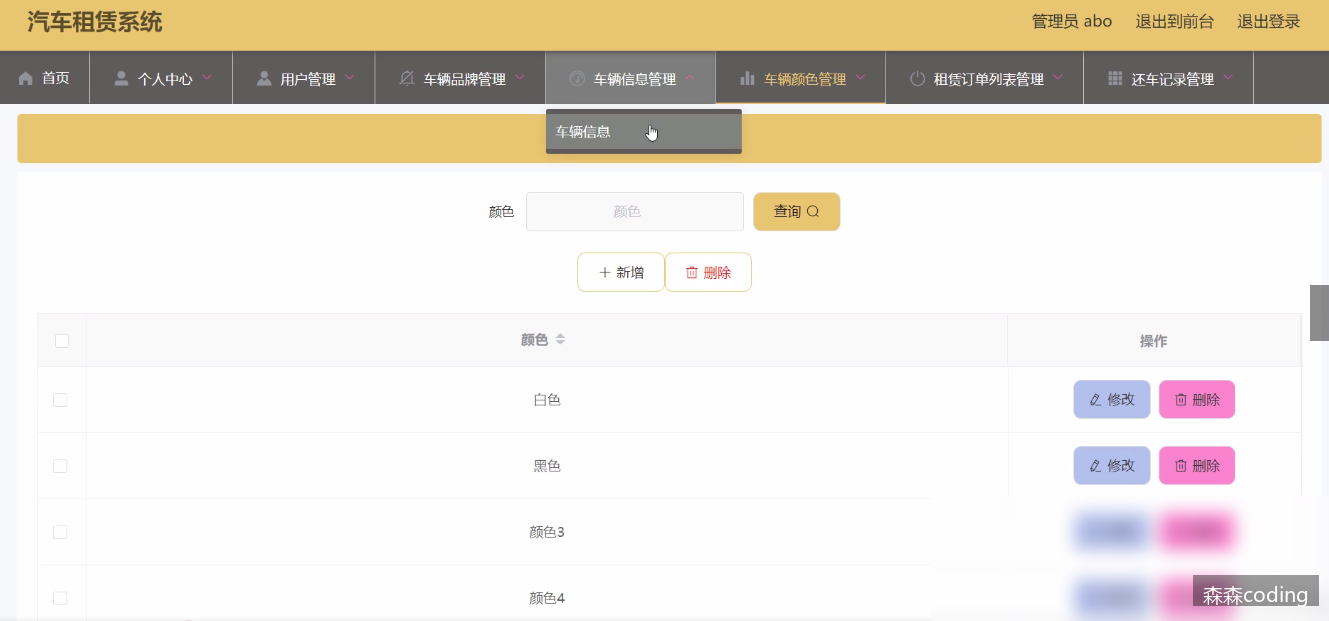 汽车租赁系统
管理员 abo 退出到前台 退出登录
首页 个人中心 用户管理 车辆品牌管理 车辆信息管理 车辆颜色管理 租赁订单列表管理 还车记录管理
车辆信息
颜色 颜色 查询
新增 删除
颜色 操作
白色 修改 删除
黑色 修改 删除
颜色3
颜色4
森森coding